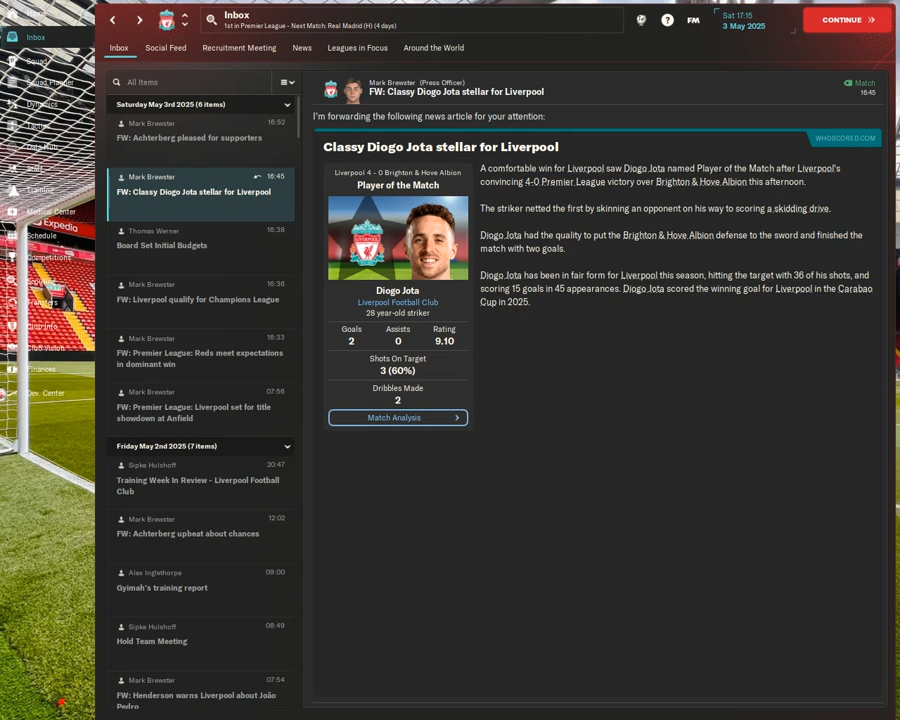 Inbox
1st in Premier League - Next Match: Real Madrid (H) (4 days)
FM
Sat 17:15
3 May 2025
CONTINUE
Inbox
Social Feed
Recruitment Meeting
News
Leagues in Focus
Around the World
Inbox
Squad
Squad Planner
Dynamics
Data Hub
Staff
Training
Medical Center
Schedule
Competitions
Transfers
Club Info
Club Vision
Finances
Dev. Center
Expedia
All Items
Saturday May 3rd 2025 (6 items)
Mark Brewster 16:52
FW: Achterberg pleased for supporters
Mark Brewster 16:45
FW: Classy Diogo Jota stellar for Liverpool
Thomas Werner 16:38
Board Set Initial Budgets
Mark Brewster 16:36
FW: Liverpool qualify for Champions League
Mark Brewster 16:33
FW: Premier League: Reds meet expectations
in dominant win
Mark Brewster 07:56
FW: Premier League: Liverpool set for title
showdown at Anfield
Friday May 2nd 2025 (7 items)
Sipke Hulshoff 20:47
Training Week In Review - Liverpool Football
Club
Mark Brewster 12:02
FW: Achterberg upbeat about chances
Alex Inglethorpe 09:00
Gyimah's training report
Sipke Hulshoff 08:49
Hold Team Meeting
Mark Brewster 07:54
FW: Henderson warns Liverpool about João
Pedro
Mark Brewster (Press Officer)
FW: Classy Diogo Jota stellar for Liverpool
Match
16:45
I'm forwarding the following news article for your attention:
WHOSCORED.COM
Classy Diogo Jota stellar for Liverpool
Liverpool 4 - 0 Brighton & Hove Albion
Player of the Match
Diogo Jota
Liverpool Football Club
28 year-old striker
Goals Assists Rating
2 0 9.10
Shots On Target
3 (60%)
Dribbles Made
2
Match Analysis
A comfortable win for Liverpool saw Diogo Jota named Player of the Match after Liverpool's
convincing 4-0 Premier League victory over Brighton & Hove Albion this afternoon.
The striker netted the first by skinning an opponent on his way to scoring a skidding drive.
Diogo Jota had the quality to put the Brighton & Hove Albion defense to the sword and finished the
match with two goals.
Diogo Jota has been in fair form for Liverpool this season, hitting the target with 36 of his shots, and
scoring 15 goals in 45 appearances. Diogo Jota scored the winning goal for Liverpool in the Carabao
Cup in 2025.